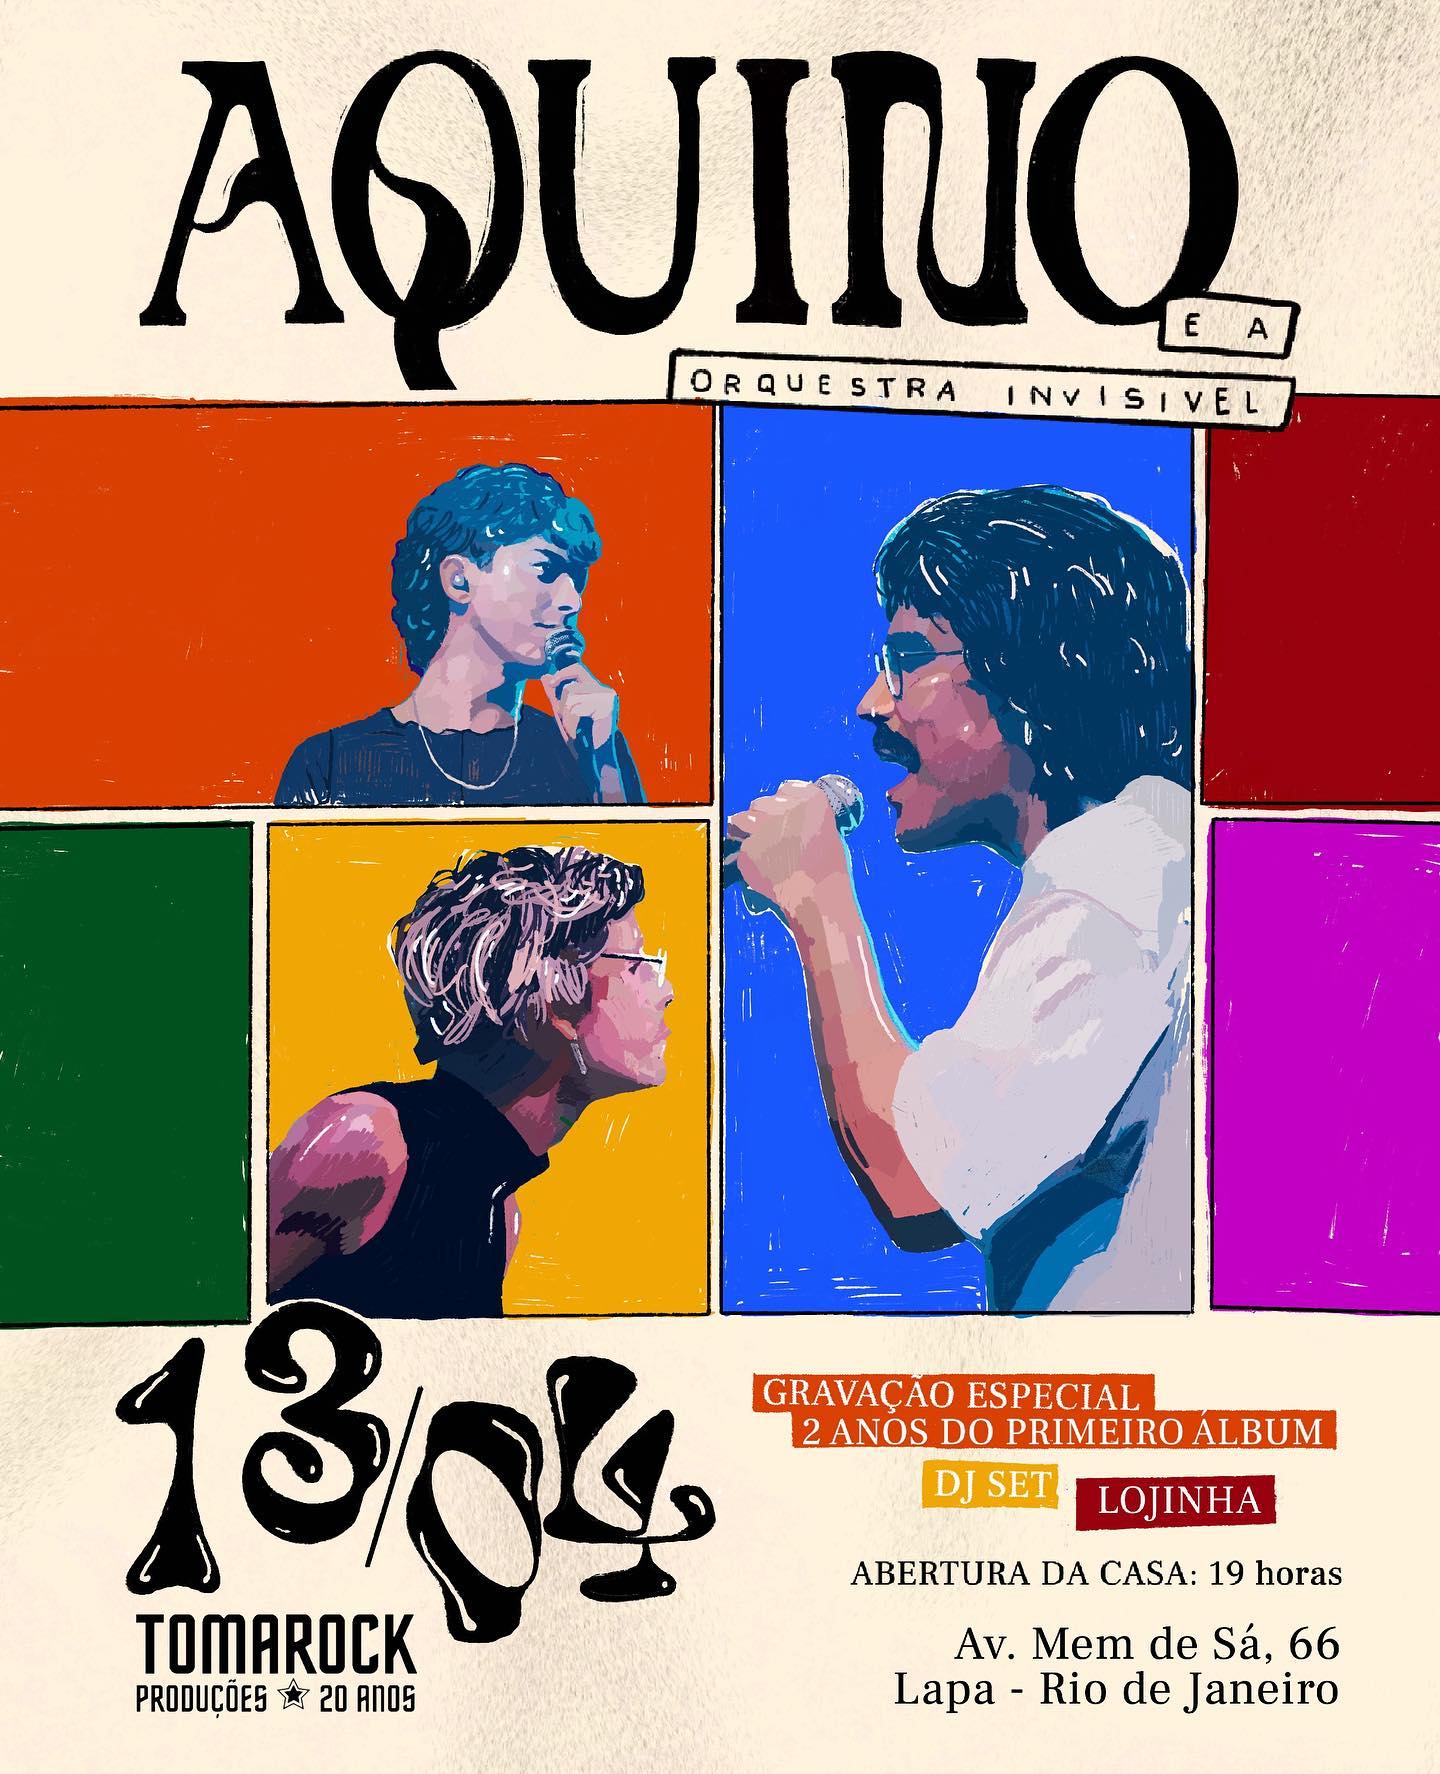 AQUINO
E A
ORQUESTRA INVISIVEL
13/04
GRAVAÇÃO ESPECIAL
2 ANOS DO PRIMEIRO ÁLBUM
DJ SET
LOJINHA
ABERTURA DA CASA: 19 horas
Av. Mem de Sá, 66
Lapa - Rio de Janeiro
TOMAROCK
PRODUÇÕES ☆ 20 ANOS